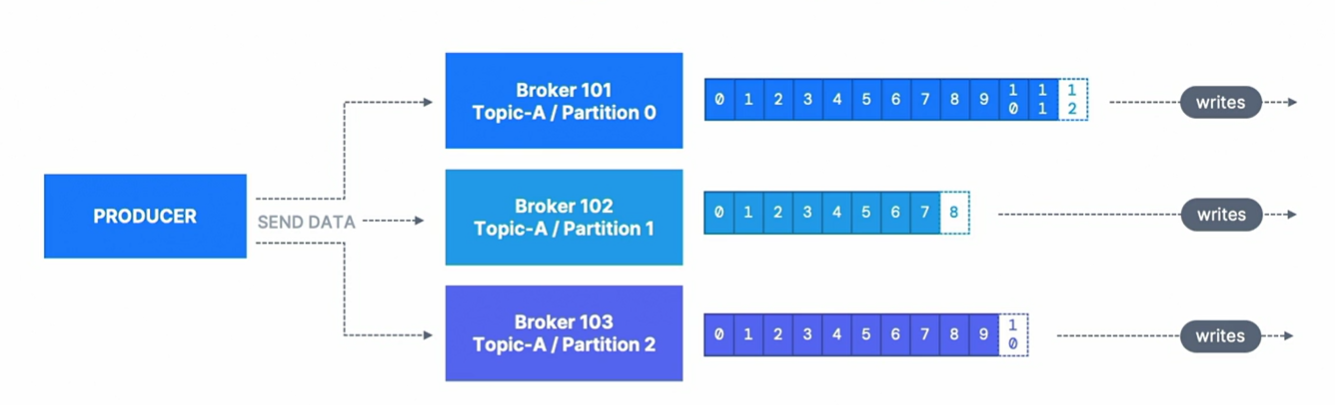 PRODUCER
SEND DATA
Broker 101
Topic-A / Partition 0
0 1 2 3 4 5 6 7 8 9 10 11 12
writes
Broker 102
Topic-A / Partition 1
0 1 2 3 4 5 6 7 8
writes
Broker 103
Topic-A / Partition 2
0 1 2 3 4 5 6 7 8 9 10
writes